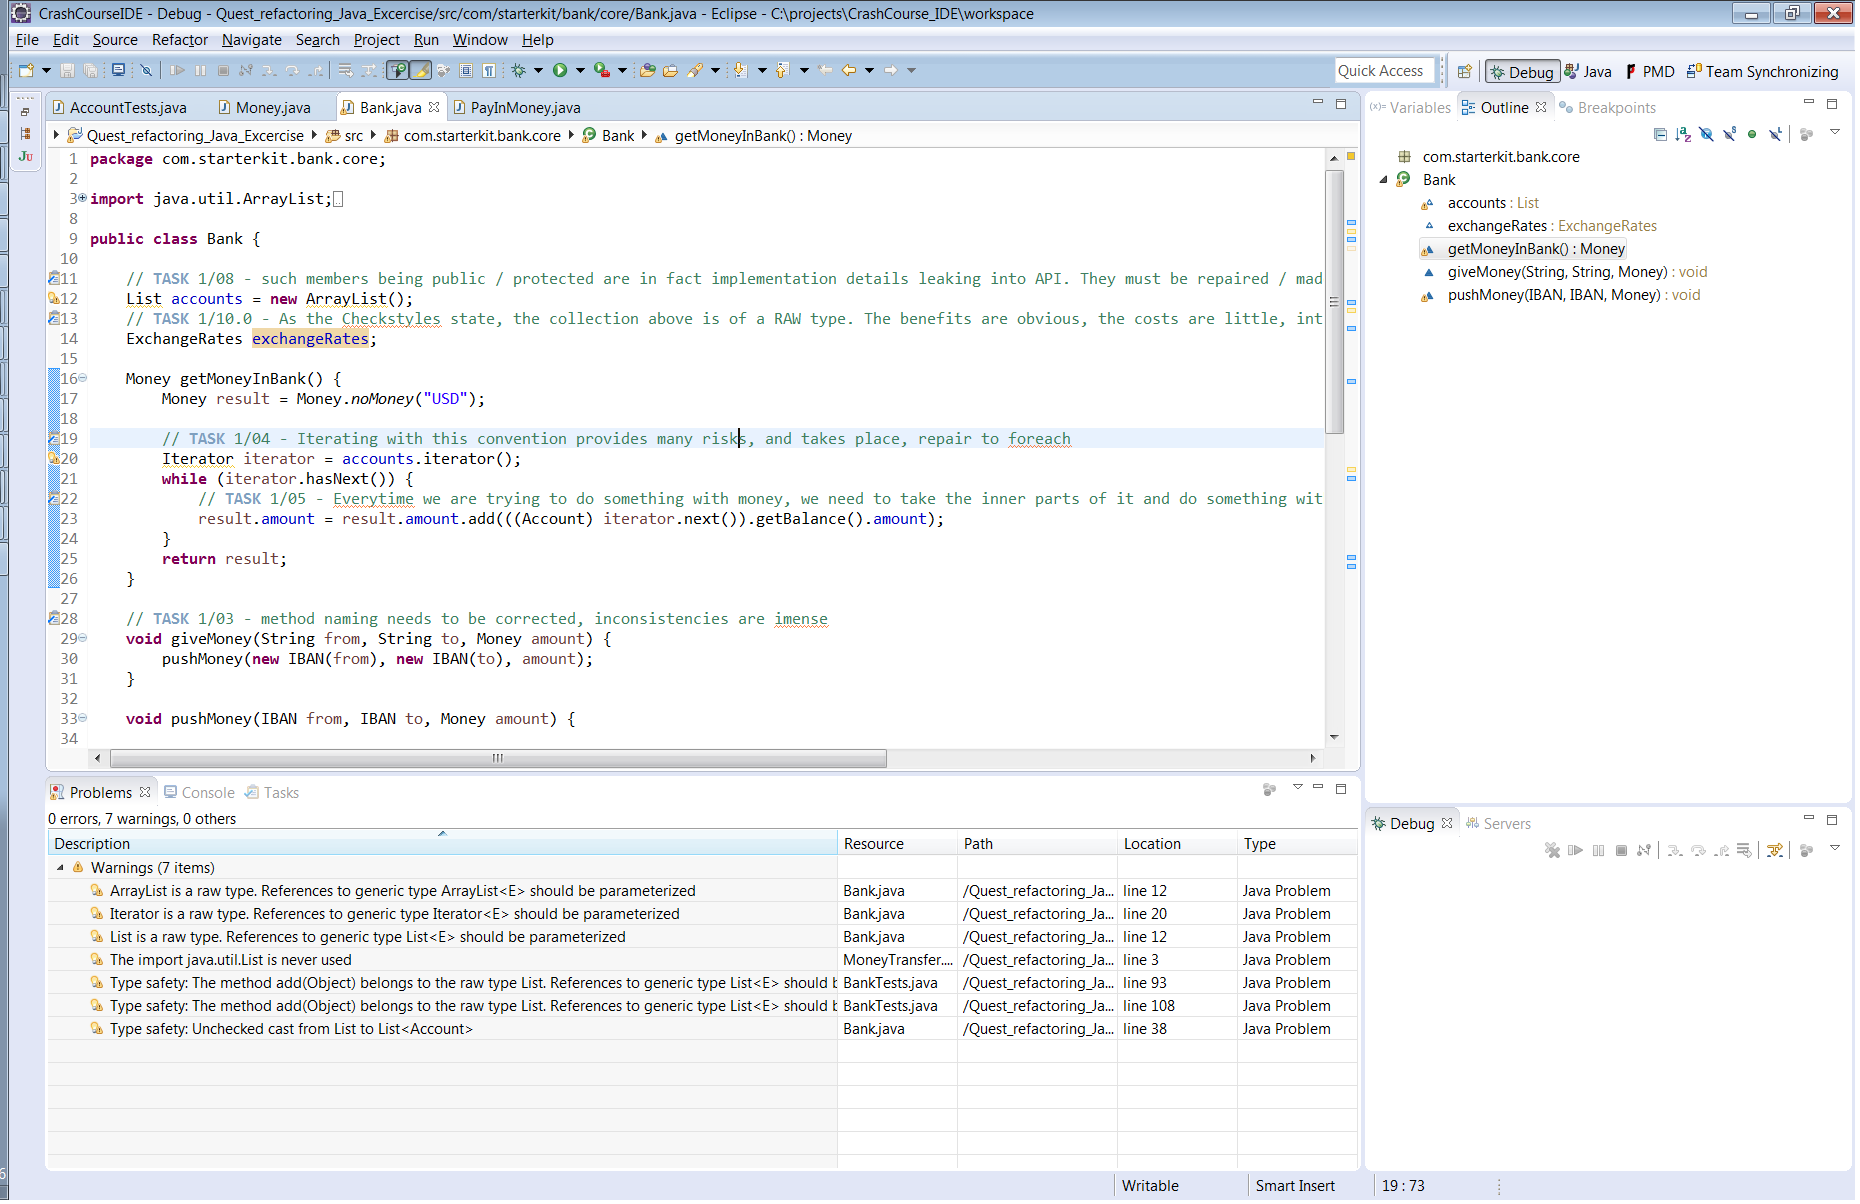 CrashCourseIDE - Debug - Quest_refactoring_Java_Excercise/src/com/starterkit/bank/core/Bank.java - Eclipse - C:\projects\CrashCourse_IDE\workspace
File Edit Source Refactor Navigate Search Project Run Window Help
Quick Access Debug Java PMD Team Synchronizing
AccountTests.java Money.java Bank.java PayInMoney.java
Quest_refactoring_Java_Excercise src com.starterkit.bank.core Bank getMoneyInBank() : Money
1 package com.starterkit.bank.core;
2
3 import java.util.ArrayList;
8
9 public class Bank {
10
11 // TASK 1/08 - such members being public / protected are in fact implementation details leaking into API. They must be repaired / mad
12 List accounts = new ArrayList();
13 // TASK 1/10.0 - As the Checkstyles state, the collection above is of a RAW type. The benefits are obvious, the costs are little, int
14 ExchangeRates exchangeRates;
15
16 Money getMoneyInBank() {
17 Money result = Money.noMoney("USD");
18
19 // TASK 1/04 - Iterating with this convention provides many risks, and takes place, repair to foreach
20 Iterator iterator = accounts.iterator();
21 while (iterator.hasNext()) {
22 // TASK 1/05 - Everytime we are trying to do something with money, we need to take the inner parts of it and do something wit
23 result.amount = result.amount.add(((Account) iterator.next()).getBalance().amount);
24 }
25 return result;
26 }
27
28 // TASK 1/03 - method naming needs to be corrected, inconsistencies are imense
29 void giveMoney(String from, String to, Money amount) {
30 pushMoney(new IBAN(from), new IBAN(to), amount);
31 }
32
33 void pushMoney(IBAN from, IBAN to, Money amount) {
34
Variables Outline Breakpoints
com.starterkit.bank.core
Bank
accounts : List
exchangeRates : ExchangeRates
getMoneyInBank() : Money
giveMoney(String, String, Money) : void
pushMoney(IBAN, IBAN, Money) : void
Problems Console Tasks
0 errors, 7 warnings, 0 others
Description Resource Path Location Type
Warnings (7 items)
ArrayList is a raw type. References to generic type ArrayList<E> should be parameterized Bank.java /Quest_refactoring_Ja... line 12 Java Problem
Iterator is a raw type. References to generic type Iterator<E> should be parameterized Bank.java /Quest_refactoring_Ja... line 20 Java Problem
List is a raw type. References to generic type List<E> should be parameterized Bank.java /Quest_refactoring_Ja... line 12 Java Problem
The import java.util.List is never used MoneyTransfer.... /Quest_refactoring_Ja... line 3 Java Problem
Type safety: The method add(Object) belongs to the raw type List. References to generic type List<E> should b BankTests.java /Quest_refactoring_Ja... line 93 Java Problem
Type safety: The method add(Object) belongs to the raw type List. References to generic type List<E> should b BankTests.java /Quest_refactoring_Ja... line 108 Java Problem
Type safety: Unchecked cast from List to List<Account> Bank.java /Quest_refactoring_Ja... line 38 Java Problem
Debug Servers
Writable Smart Insert 19 : 73